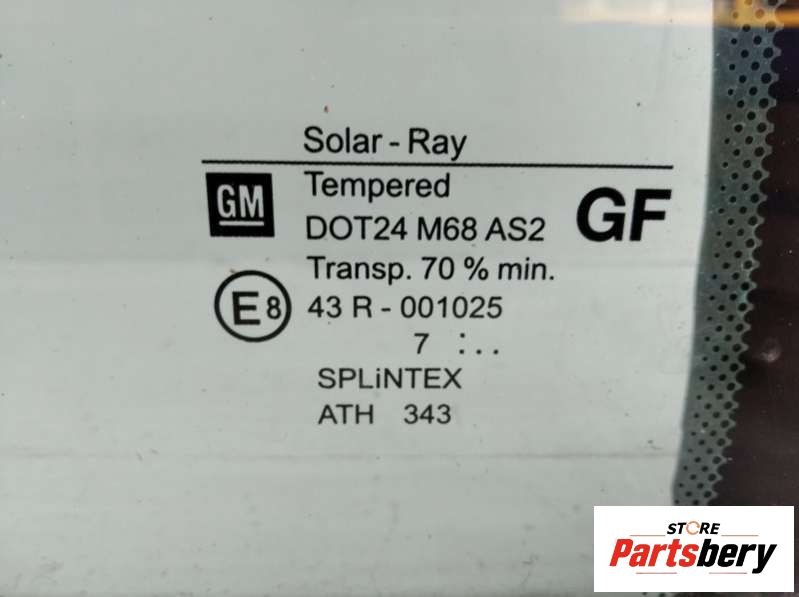 Solar - Ray
GM
Tempered
DOT24 M68 AS2
GF
Transp. 70 % min.
E8
43 R - 001025
7 :..
SPLiNTEX
ATH 343
STORE
Partsbery